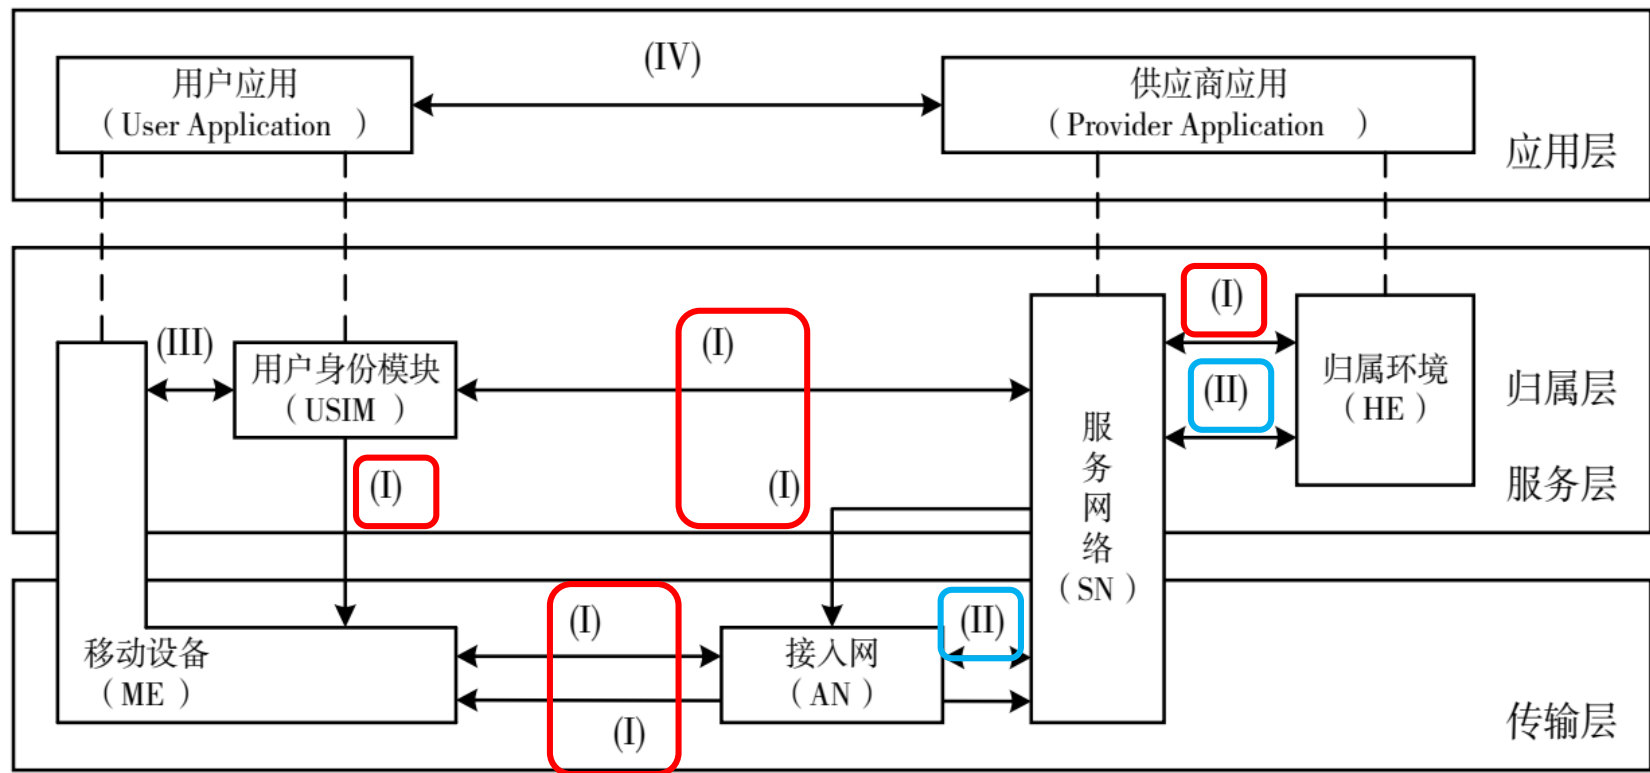 (IV)
用户应用
（User Application ）
供应商应用
（Provider Application ）
应用层
(I)
(III)
(I)
用户身份模块
（USIM ）
(II)
归属环境
（HE ）
归属层
(I)
(I)
服务网络
（SN ）
服务层
(I)
(II)
移动设备
（ME ）
接入网
（AN ）
(I)
传输层